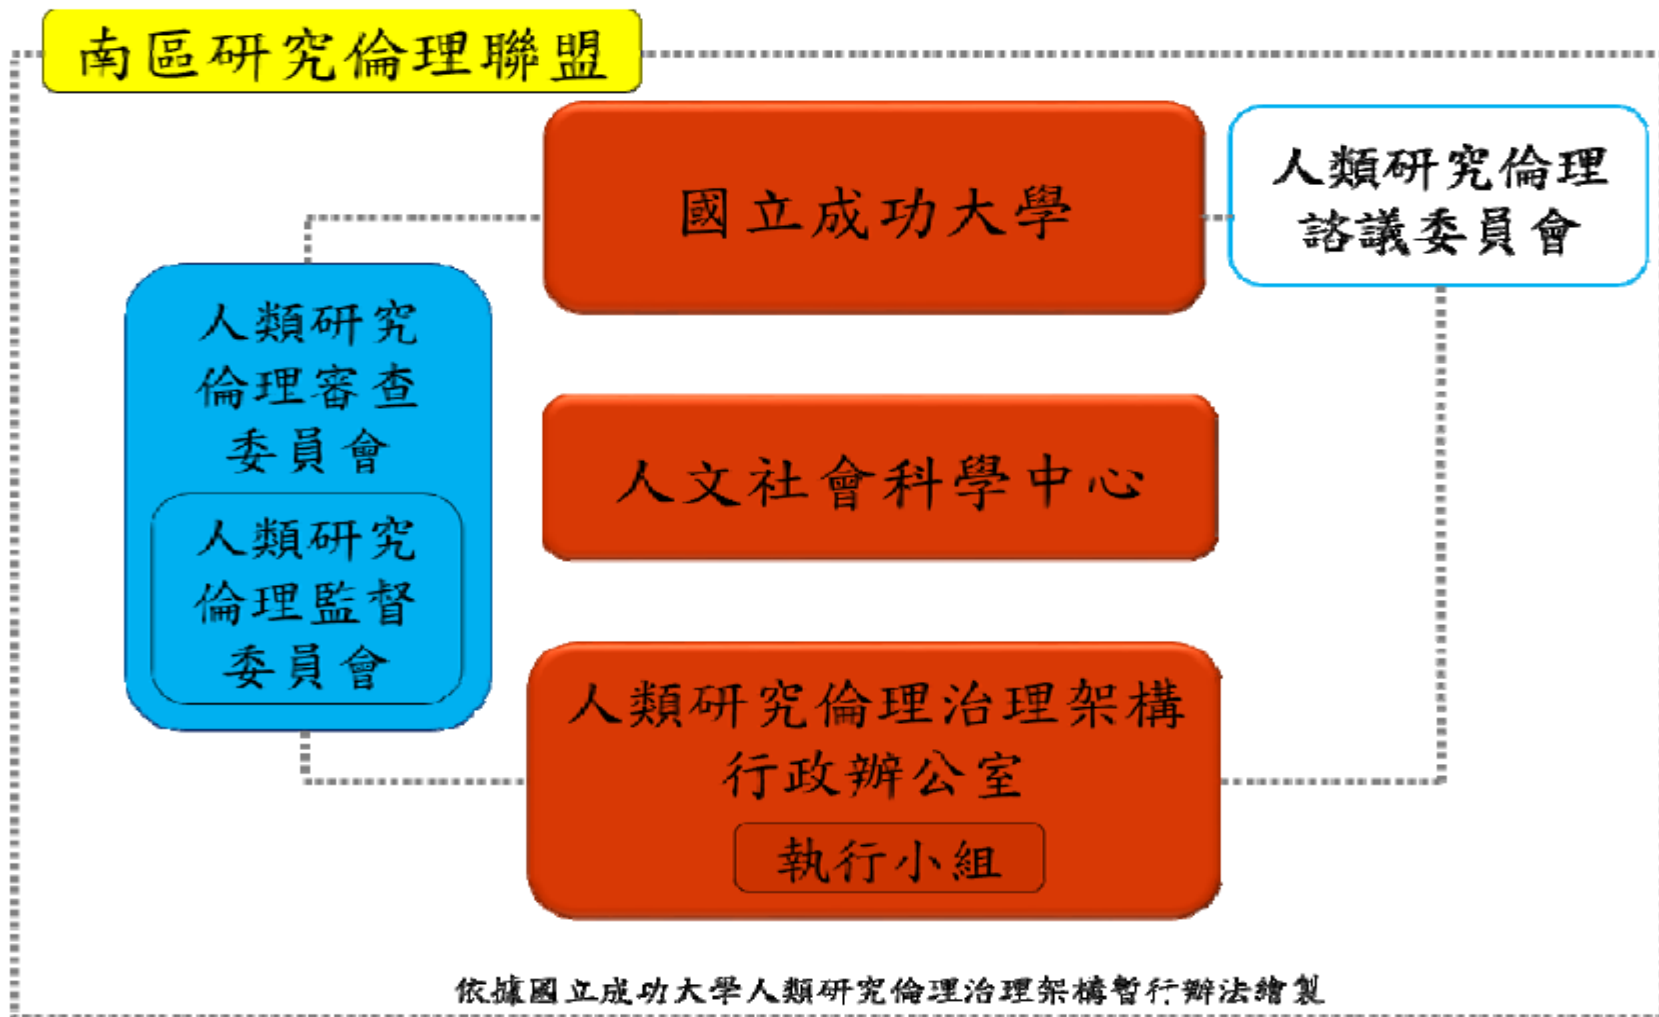 南區研究倫理聯盟
國立成功大學
人類研究倫理
諮議委員會
人類研究
倫理審查
委員會
人類研究
倫理監督
委員會
人文社會科學中心
人類研究倫理治理架構
行政辦公室
執行小組
依據國立成功大學人類研究倫理治理架構暫行辦法繪製